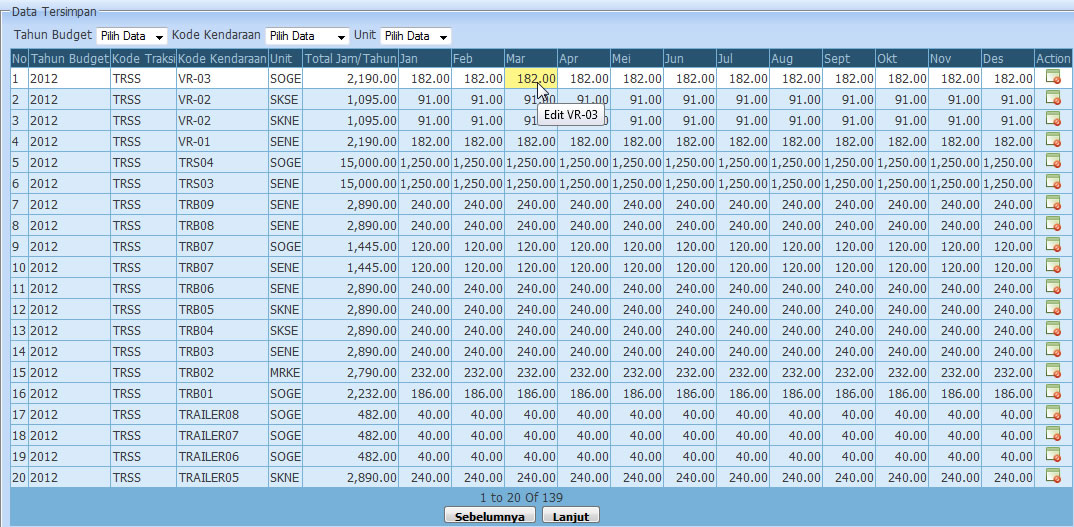 Data Tersimpan
Tahun Budget Pilih Data Kode Kendaraan Pilih Data Unit Pilih Data
No Tahun Budget Kode Traksi Kode Kendaraan Unit Total Jam/Tahun Jan Feb Mar Apr Mei Jun Jul Aug Sept Okt Nov Des Action
1 2012 TRSS VR-03 SOGE 2,190.00 182.00 182.00 182.00 182.00 182.00 182.00 182.00 182.00 182.00 182.00 182.00 182.00
2 2012 TRSS VR-02 SKSE 1,095.00 91.00 91.00 91.00 91.00 91.00 91.00 91.00 91.00 91.00 91.00 91.00 91.00
Edit VR-03
3 2012 TRSS VR-02 SKNE 1,095.00 91.00 91.00 91.00 91.00 91.00 91.00 91.00 91.00 91.00 91.00
4 2012 TRSS VR-01 SENE 2,190.00 182.00 182.00 182.00 182.00 182.00 182.00 182.00 182.00 182.00 182.00 182.00 182.00
5 2012 TRSS TRS04 SOGE 15,000.00 1,250.00 1,250.00 1,250.00 1,250.00 1,250.00 1,250.00 1,250.00 1,250.00 1,250.00 1,250.00 1,250.00 1,250.00
6 2012 TRSS TRS03 SENE 15,000.00 1,250.00 1,250.00 1,250.00 1,250.00 1,250.00 1,250.00 1,250.00 1,250.00 1,250.00 1,250.00 1,250.00 1,250.00
7 2012 TRSS TRB09 SENE 2,890.00 240.00 240.00 240.00 240.00 240.00 240.00 240.00 240.00 240.00 240.00 240.00 240.00
8 2012 TRSS TRB08 SENE 2,890.00 240.00 240.00 240.00 240.00 240.00 240.00 240.00 240.00 240.00 240.00 240.00 240.00
9 2012 TRSS TRB07 SOGE 1,445.00 120.00 120.00 120.00 120.00 120.00 120.00 120.00 120.00 120.00 120.00 120.00 120.00
10 2012 TRSS TRB07 SENE 1,445.00 120.00 120.00 120.00 120.00 120.00 120.00 120.00 120.00 120.00 120.00 120.00 120.00
11 2012 TRSS TRB06 SENE 2,890.00 240.00 240.00 240.00 240.00 240.00 240.00 240.00 240.00 240.00 240.00 240.00 240.00
12 2012 TRSS TRB05 SKNE 2,890.00 240.00 240.00 240.00 240.00 240.00 240.00 240.00 240.00 240.00 240.00 240.00 240.00
13 2012 TRSS TRB04 SKSE 2,890.00 240.00 240.00 240.00 240.00 240.00 240.00 240.00 240.00 240.00 240.00 240.00 240.00
14 2012 TRSS TRB03 SENE 2,890.00 240.00 240.00 240.00 240.00 240.00 240.00 240.00 240.00 240.00 240.00 240.00 240.00
15 2012 TRSS TRB02 MRKE 2,790.00 232.00 232.00 232.00 232.00 232.00 232.00 232.00 232.00 232.00 232.00 232.00 232.00
16 2012 TRSS TRB01 SOGE 2,232.00 186.00 186.00 186.00 186.00 186.00 186.00 186.00 186.00 186.00 186.00 186.00 186.00
17 2012 TRSS TRAILER08 SOGE 482.00 40.00 40.00 40.00 40.00 40.00 40.00 40.00 40.00 40.00 40.00 40.00 40.00
18 2012 TRSS TRAILER07 SOGE 482.00 40.00 40.00 40.00 40.00 40.00 40.00 40.00 40.00 40.00 40.00 40.00 40.00
19 2012 TRSS TRAILER06 SOGE 482.00 40.00 40.00 40.00 40.00 40.00 40.00 40.00 40.00 40.00 40.00 40.00 40.00
20 2012 TRSS TRAILER05 SKNE 2,890.00 240.00 240.00 240.00 240.00 240.00 240.00 240.00 240.00 240.00 240.00 240.00 240.00
1 to 20 Of 139
Sebelumnya Lanjut